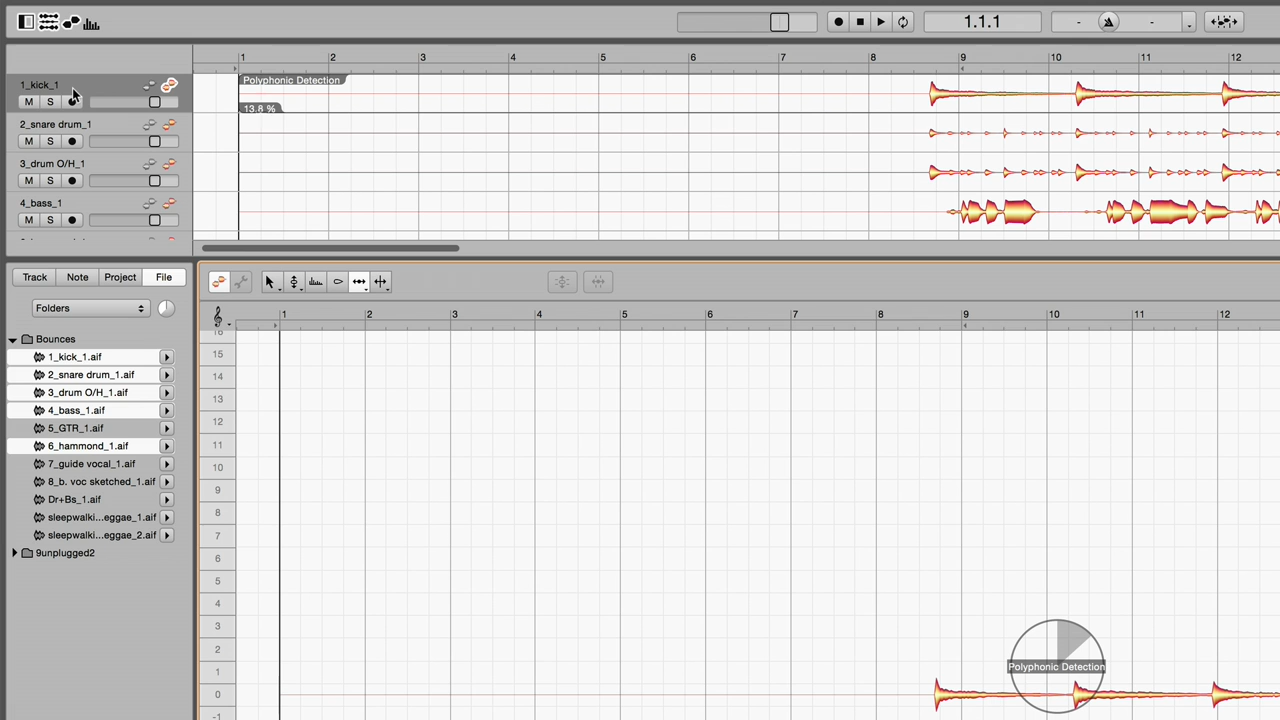 1.1.1
- -
1 2 3 4 5 6 7 8 9 10 11 12
1_kick_1
M S
Polyphonic Detection
13.8 %
2_snare drum_1
M S
3_drum O/H_1
M S
4_bass_1
M S
Track Note Project File
Folders
1 2 3 4 5 6 7 8 9 10 11 12
Bounces
1_kick_1.aif
2_snare drum_1.aif
3_drum O/H_1.aif
4_bass_1.aif
5_GTR_1.aif
6_hammond_1.aif
7_guide vocal_1.aif
8_b. voc sketched_1.aif
Dr+Bs_1.aif
sleepwalki...eggae_1.aif
sleepwalki...eggae_2.aif
9unplugged2
16
15
14
13
12
11
10
9
8
7
6
5
4
3
2
1
0
-1
Polyphonic Detection